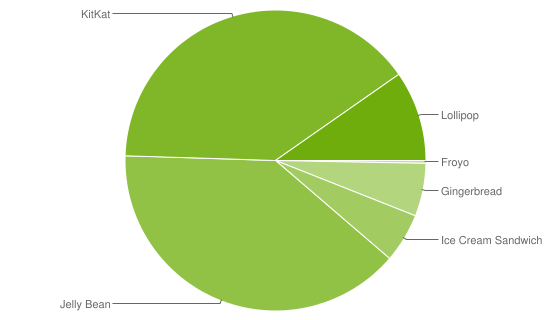 KitKat
Lollipop
Froyo
Gingerbread
Ice Cream Sandwich
Jelly Bean